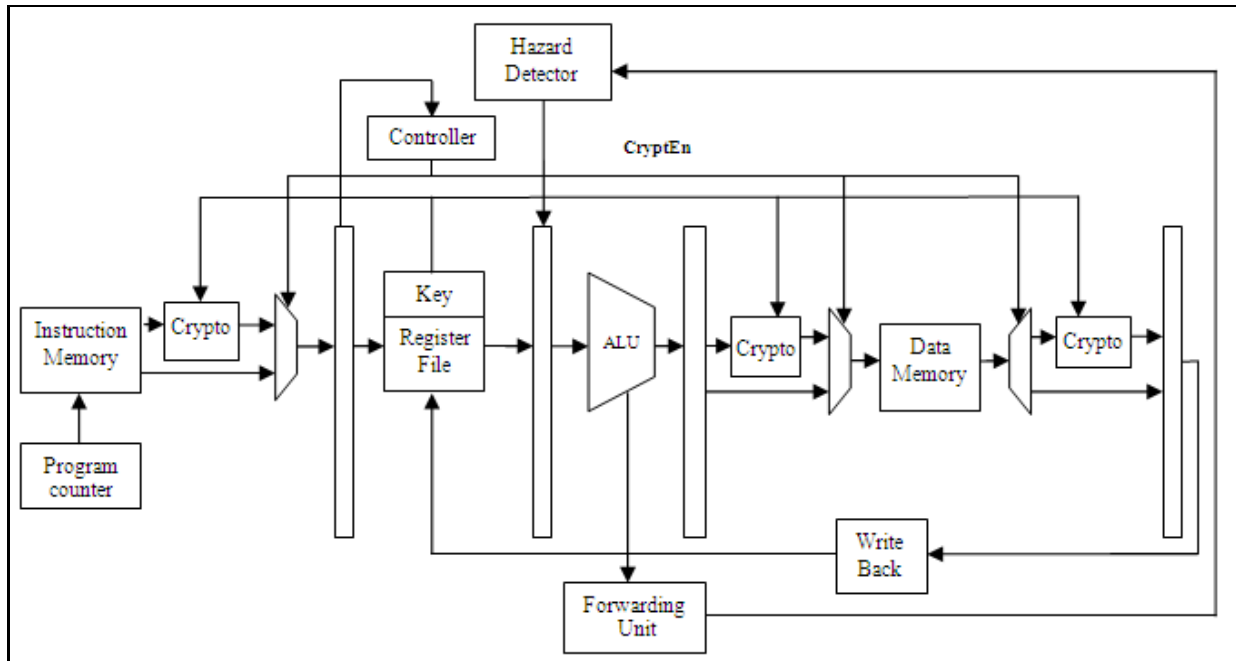 Hazard
Detector
Controller
CryptEn
Instruction
Memory
Crypto
Key
Register
File
ALU
Crypto
Data
Memory
Crypto
Program
counter
Write
Back
Forwarding
Unit